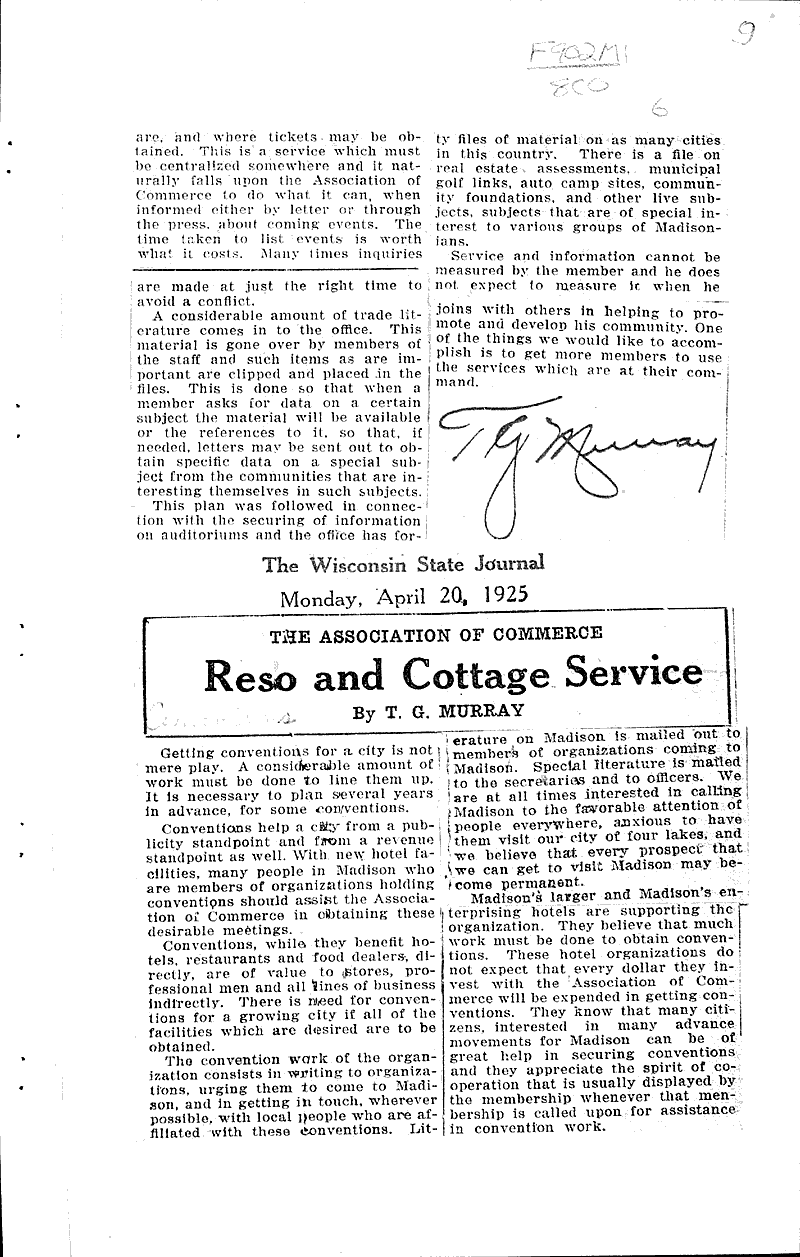 9
F902M1
8CO
6
are, and where tickets may be ob-
tained. This is a service which must
be centralized somewhere and it nat-
urally falls upon the Association of
Commerce to do what it can, when
informed either by letter or through
the press, about coming events. The
time taken to list events is worth
what it costs. Many times inquiries
are made at just the right time to
avoid a conflict.
A considerable amount of trade lit-
erature comes in to the office. This
material is gone over by members of
the staff and such items as are im-
portant are clipped and placed in the
files. This is done so that when a
member asks for data on a certain
subject the material will be available
or the references to it, so that, if
needed, letters may be sent out to ob-
tain specific data on a special sub-
ject from the communities that are in-
teresting themselves in such subjects.
This plan was followed in connec-
tion with the securing of information
on auditoriums and the office has for-
ty files of material on as many cities
in this country. There is a file on
real estate assessments, municipal
golf links, auto camp sites, commun-
ity foundations, and other live sub-
jects, subjects that are of special in-
terest to various groups of Madison-
ians.
Service and information cannot be
measured by the member and he does
not expect to measure it when he
joins with others in helping to pro-
mote and develop his community. One
of the things we would like to accom-
plish is to get more members to use
the services which are at their com-
mand.
T G Murray
The Wisconsin State Journal
Monday, April 20, 1925
THE ASSOCIATION OF COMMERCE
Reso and Cottage Service
By T. G. MURRAY
Getting conventions for a city is not
mere play. A considerable amount of
work must be done to line them up.
It is necessary to plan several years
in advance, for some conventions.
Conventions help a city from a pub-
licity standpoint and from a revenue
standpoint as well. With new hotel fa-
cilities, many people in Madison who
are members of organizations holding
conventions should assist the Associa-
tion of Commerce in obtaining these
desirable meetings.
Conventions, while they benefit ho-
tels, restaurants and food dealers, di-
rectly, are of value to stores, pro-
fessional men and all lines of business
indirectly. There is need for conven-
tions for a growing city if all of the
facilities which are desired are to be
obtained.
The convention work of the organ-
ization consists in writing to organiza-
tions, urging them to come to Madi-
son, and in getting in touch, wherever
possible, with local people who are af-
filiated with these conventions. Lit-
erature on Madison is mailed out to
members of organizations coming to
Madison. Special literature is mailed
to the secretaries and to officers. We
are at all times interested in calling
Madison to the favorable attention of
people everywhere, anxious to have
them visit our city of four lakes, and
we believe that every prospect that
we can get to visit Madison may be-
come permanent.
Madison's larger and Madison's en-
terprising hotels are supporting the
organization. They believe that much
work must be done to obtain conven-
tions. These hotel organizations do
not expect that every dollar they in-
vest with the Association of Com-
merce will be expended in getting con-
ventions. They know that many citi-
zens, interested in many advance
movements for Madison can be of
great help in securing conventions
and they appreciate the spirit of co-
operation that is usually displayed by
the membership whenever that mem-
bership is called upon for assistance
in convention work.